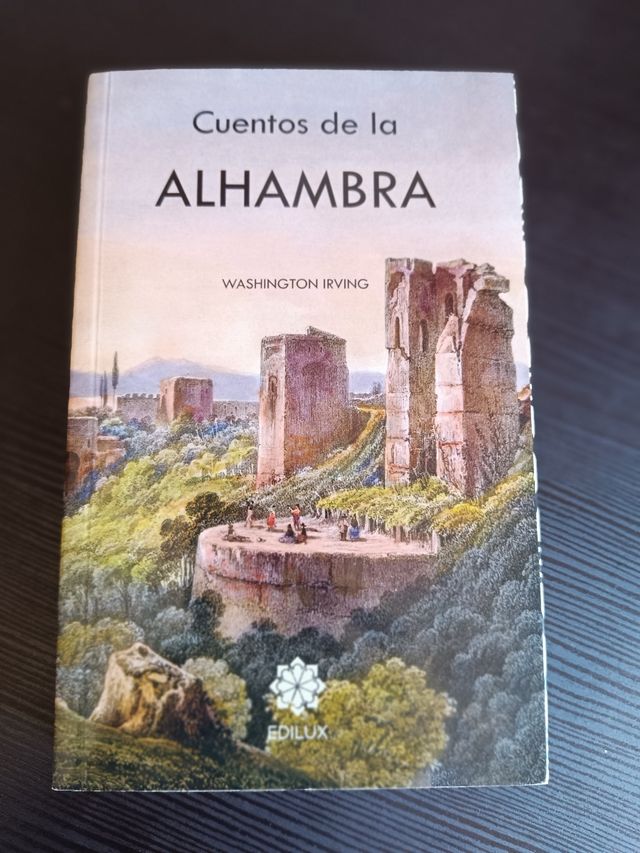 Cuentos de la
ALHAMBRA
WASHINGTON IRVING
EDILUX